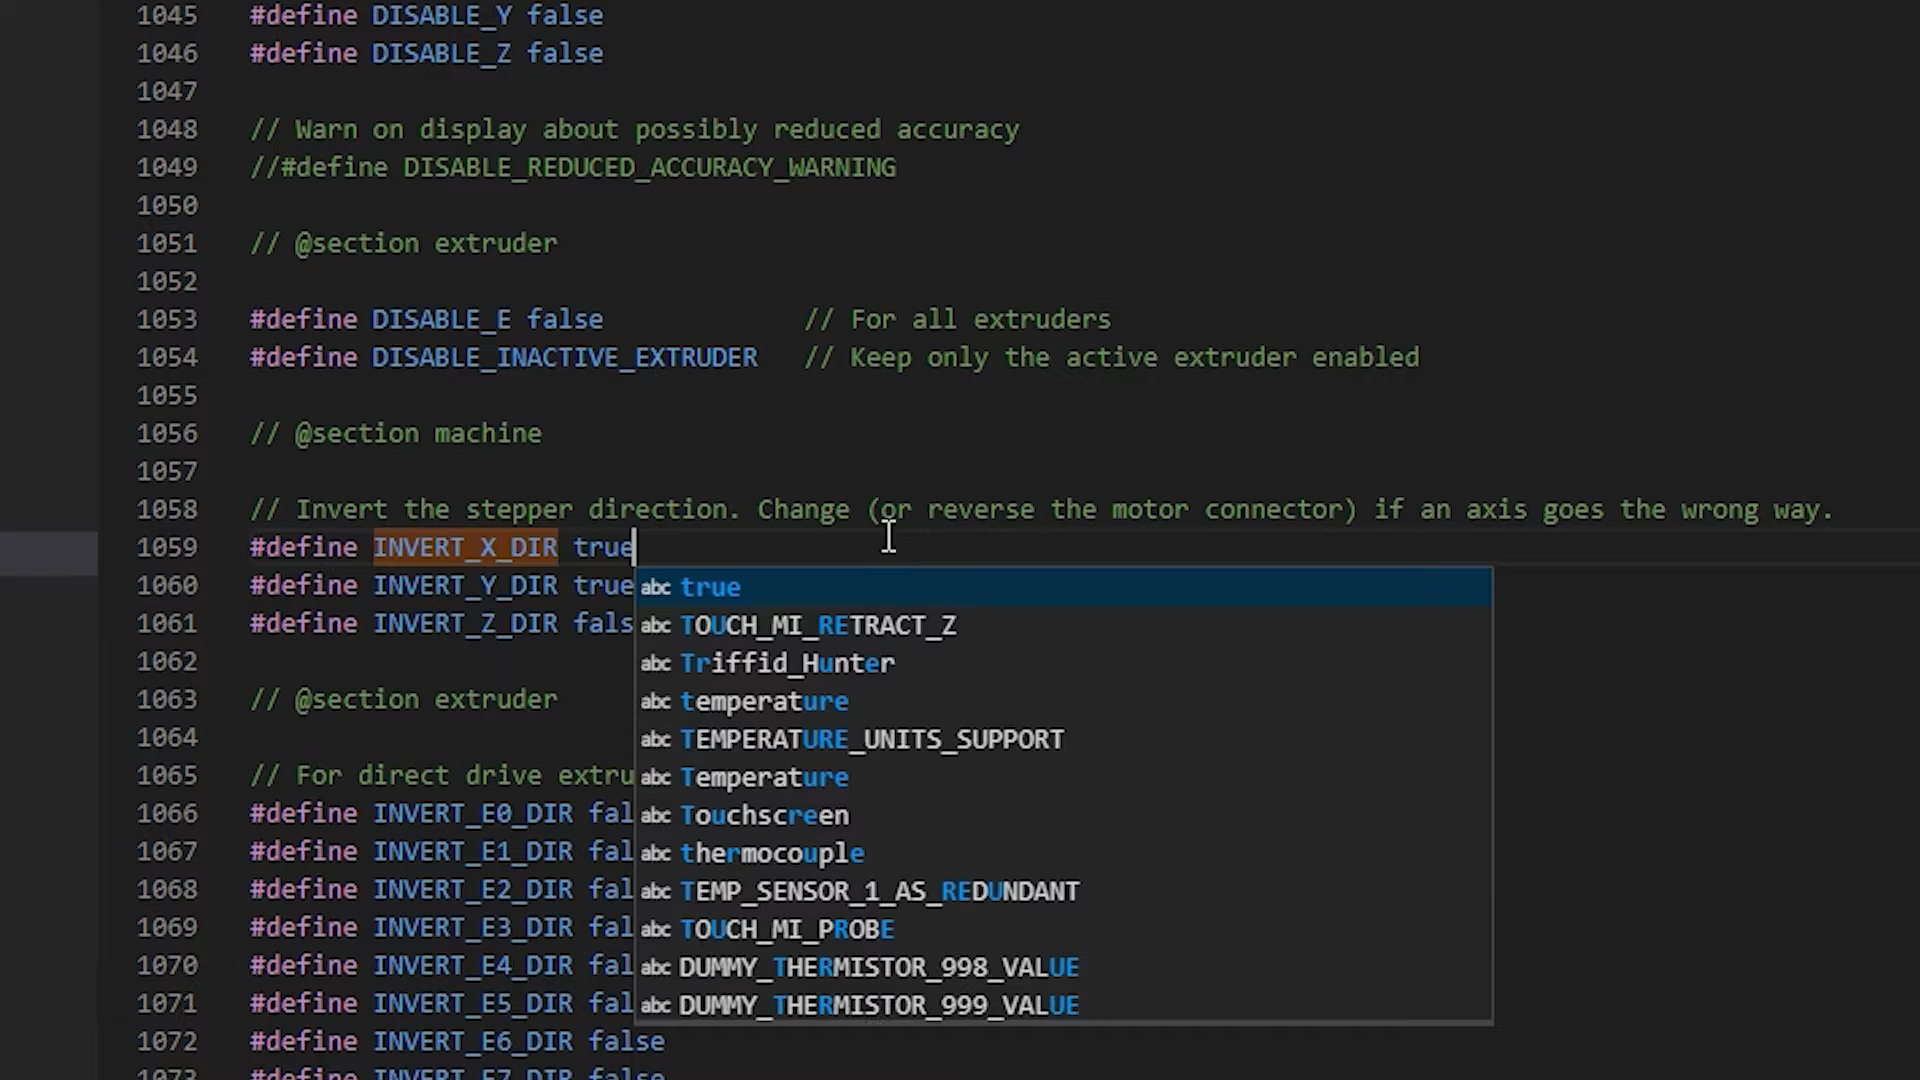 1045 #define DISABLE_Y false
1046 #define DISABLE_Z false
1047
1048 // Warn on display about possibly reduced accuracy
1049 //#define DISABLE_REDUCED_ACCURACY_WARNING
1050
1051 // @section extruder
1052
1053 #define DISABLE_E false // For all extruders
1054 #define DISABLE_INACTIVE_EXTRUDER // Keep only the active extruder enabled
1055
1056 // @section machine
1057
1058 // Invert the stepper direction. Change (or reverse the motor connector) if an axis goes the wrong way.
1059 #define INVERT_X_DIR true
1060 #define INVERT_Y_DIR true
abc true
1061 #define INVERT_Z_DIR fals
abc TOUCH_MI_RETRACT_Z
1062
abc Triffid_Hunter
1063 // @section extruder
abc temperature
1064
abc TEMPERATURE_UNITS_SUPPORT
1065 // For direct drive extru
abc Temperature
1066 #define INVERT_E0_DIR fal
abc Touchscreen
1067 #define INVERT_E1_DIR fal
abc thermocouple
1068 #define INVERT_E2_DIR fal
abc TEMP_SENSOR_1_AS_REDUNDANT
1069 #define INVERT_E3_DIR fal
abc TOUCH_MI_PROBE
1070 #define INVERT_E4_DIR fal
abc DUMMY_THERMISTOR_998_VALUE
1071 #define INVERT_E5_DIR fal
abc DUMMY_THERMISTOR_999_VALUE
1072 #define INVERT_E6_DIR false
1073 #define INVERT_E7_DIR false